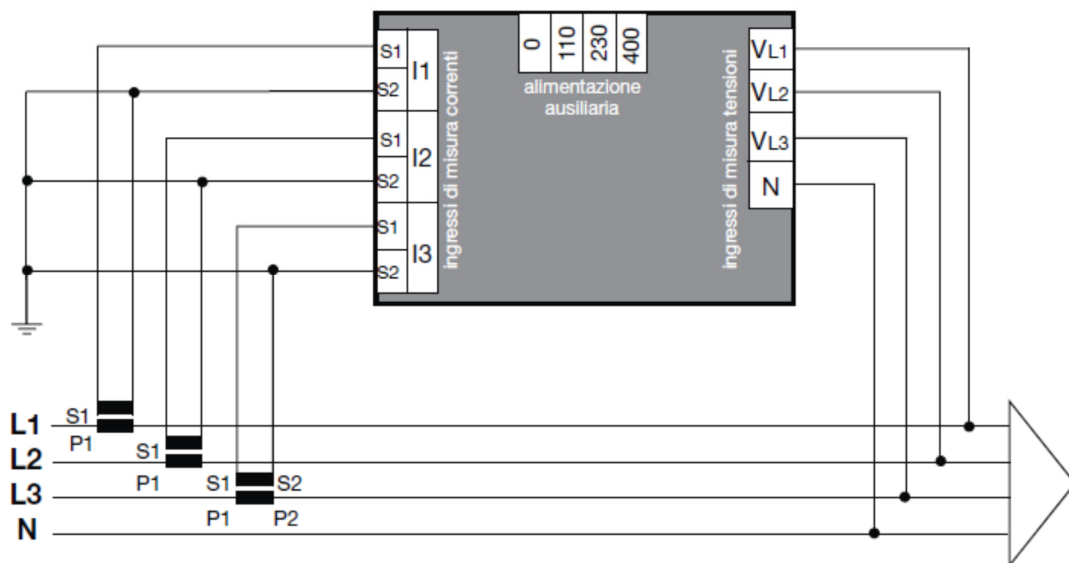 S1
S2
I1
S1
S2
I2
S1
S2
I3
ingressi di misura correnti
0
110
230
400
alimentazione
ausiliaria
ingressi di misura tensioni
VL1
VL2
VL3
N
L1
S1
P1
L2
S1
P1
L3
S1
S2
P1
P2
N